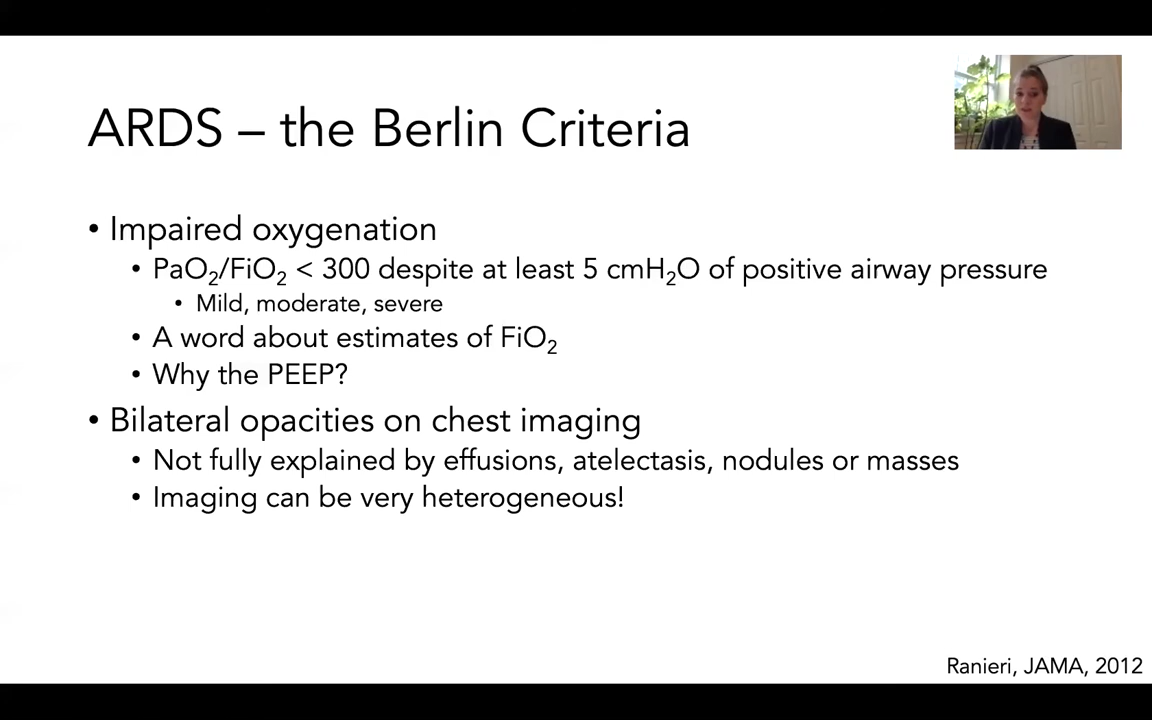 ARDS – the Berlin Criteria
• Impaired oxygenation
• PaO₂/FiO₂ < 300 despite at least 5 cmH₂O of positive airway pressure
• Mild, moderate, severe
• A word about estimates of FiO₂
• Why the PEEP?
• Bilateral opacities on chest imaging
• Not fully explained by effusions, atelectasis, nodules or masses
• Imaging can be very heterogeneous!
Ranieri, JAMA, 2012